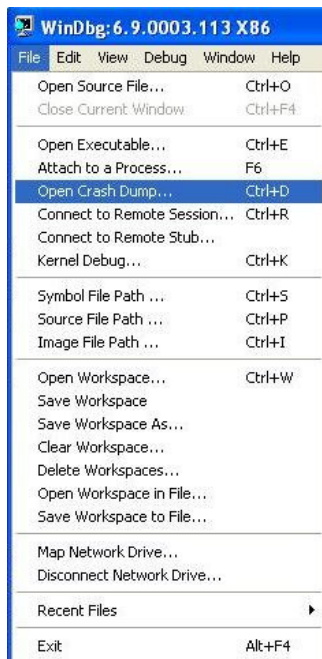 WinDbg:6.9.0003.113 X86
File Edit View Debug Window Help
Open Source File... Ctrl+O
Close Current Window Ctrl+F4
Open Executable... Ctrl+E
Attach to a Process... F6
Open Crash Dump... Ctrl+D
Connect to Remote Session... Ctrl+R
Connect to Remote Stub...
Kernel Debug... Ctrl+K
Symbol File Path ... Ctrl+S
Source File Path ... Ctrl+P
Image File Path ... Ctrl+I
Open Workspace... Ctrl+W
Save Workspace
Save Workspace As...
Clear Workspace...
Delete Workspaces...
Open Workspace in File...
Save Workspace to File...
Map Network Drive...
Disconnect Network Drive...
Recent Files
Exit Alt+F4